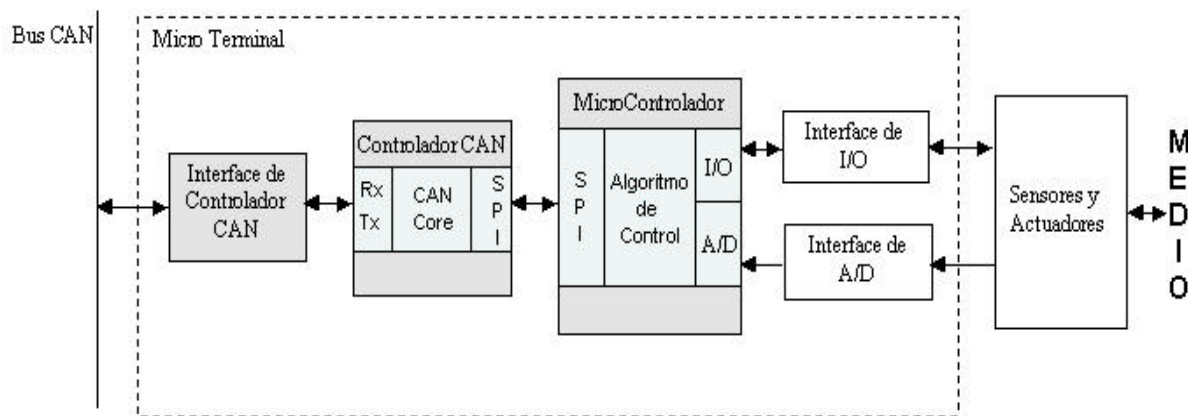 Bus CAN
Micro Terminal
Interface de
Controlador
CAN
Controlador CAN
Rx
Tx
CAN
Core
S
P
I
MicroControlador
S
P
I
Algoritmo
de
Control
I/O
A/D
Interface de
I/O
Interface de
A/D
Sensores y
Actuadores
M
E
D
I
O